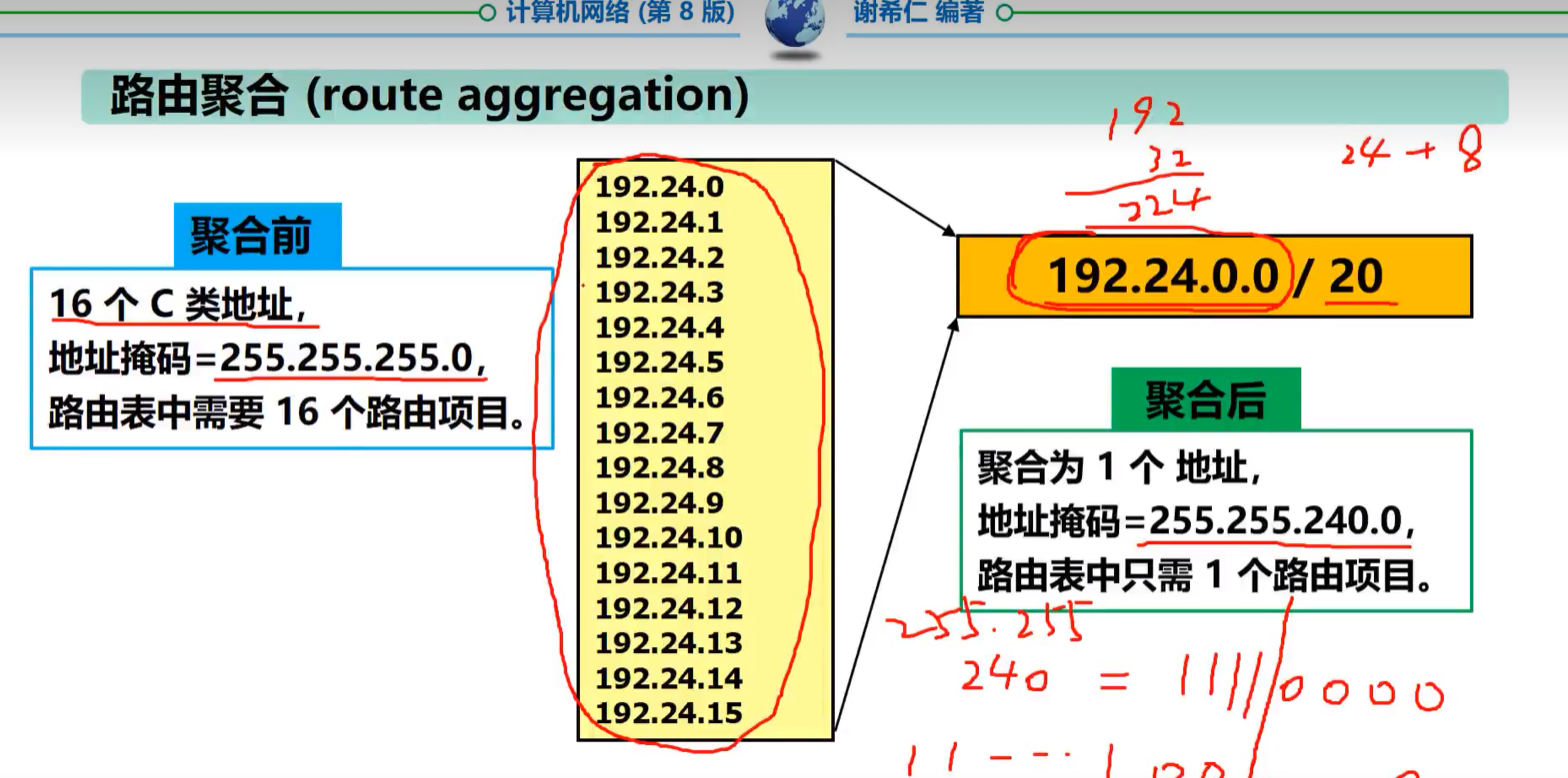 计算机网络 (第 8 版)
谢希仁 编著
路由聚合 (route aggregation)
聚合前
16 个 C 类地址，
地址掩码=255.255.255.0，
路由表中需要 16 个路由项目。
192.24.0
192.24.1
192.24.2
192.24.3
192.24.4
192.24.5
192.24.6
192.24.7
192.24.8
192.24.9
192.24.10
192.24.11
192.24.12
192.24.13
192.24.14
192.24.15
192
32
224
24 + 8
192.24.0.0 / 20
聚合后
聚合为 1 个 地址，
地址掩码=255.255.240.0，
路由表中只需 1 个路由项目。
255.255
240 = 1111/0000